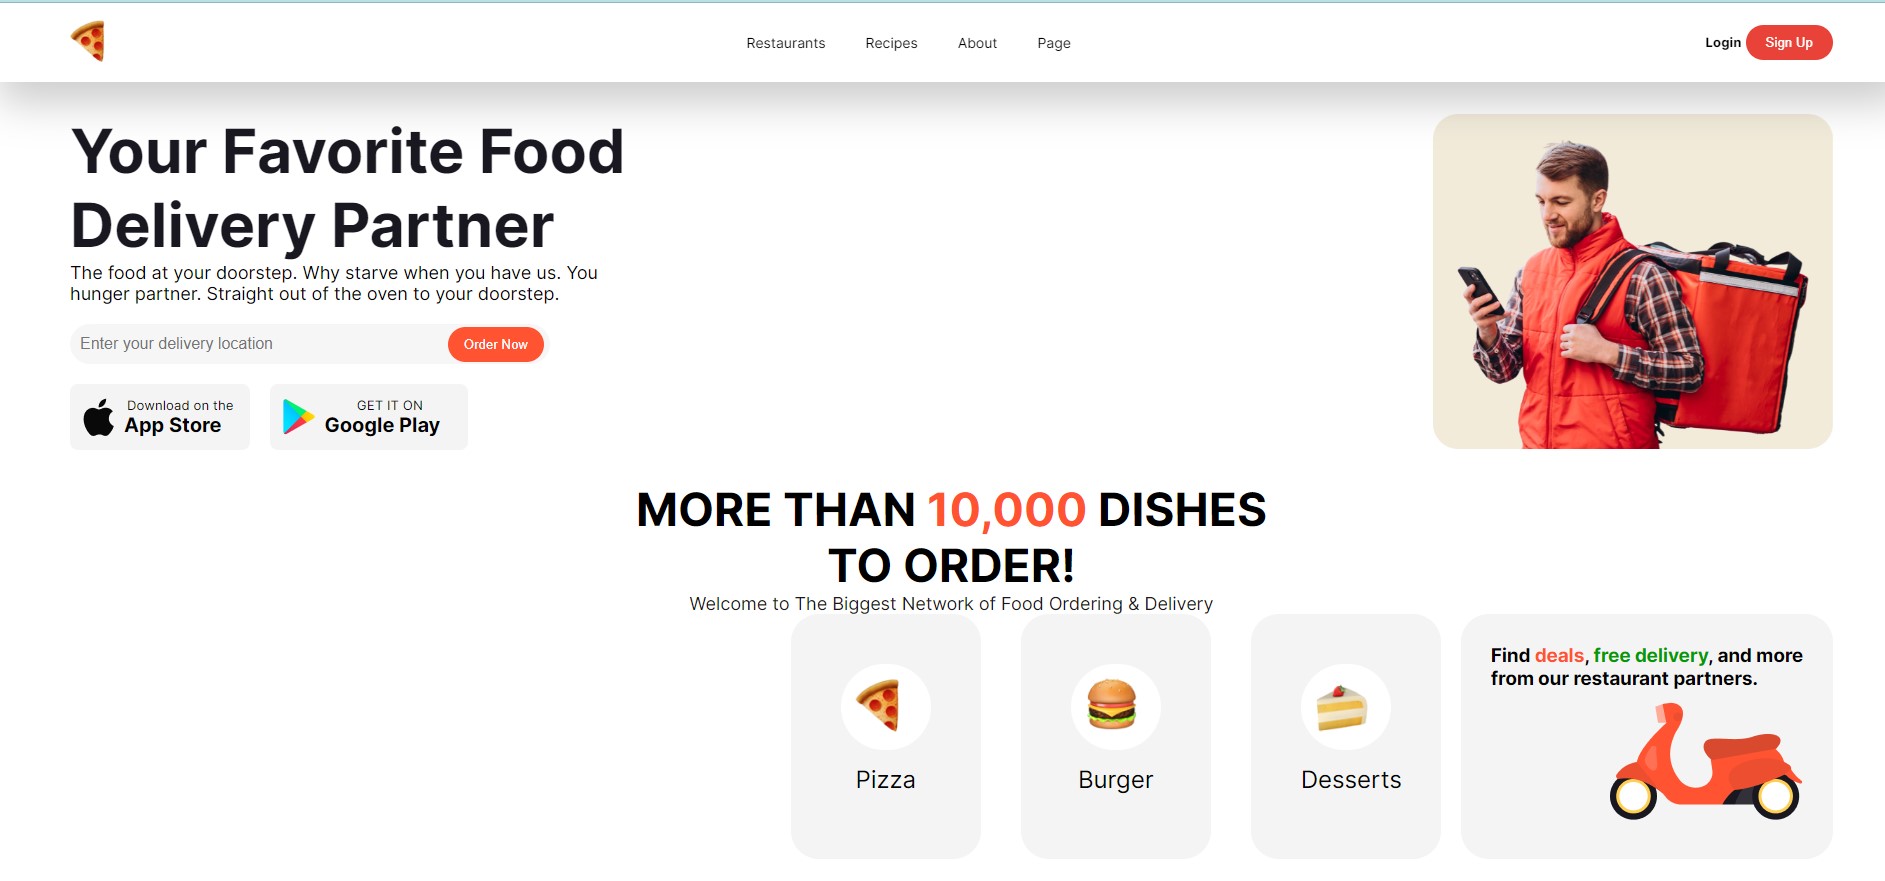 Restaurants Recipes About Page Login Sign Up
Your Favorite Food
Delivery Partner
The food at your doorstep. Why starve when you have us. You
hunger partner. Straight out of the oven to your doorstep.
Enter your delivery location Order Now
Download on the
App Store
GET IT ON
Google Play
MORE THAN 10,000 DISHES
TO ORDER!
Welcome to The Biggest Network of Food Ordering & Delivery
Pizza
Burger
Desserts
Find deals, free delivery, and more
from our restaurant partners.